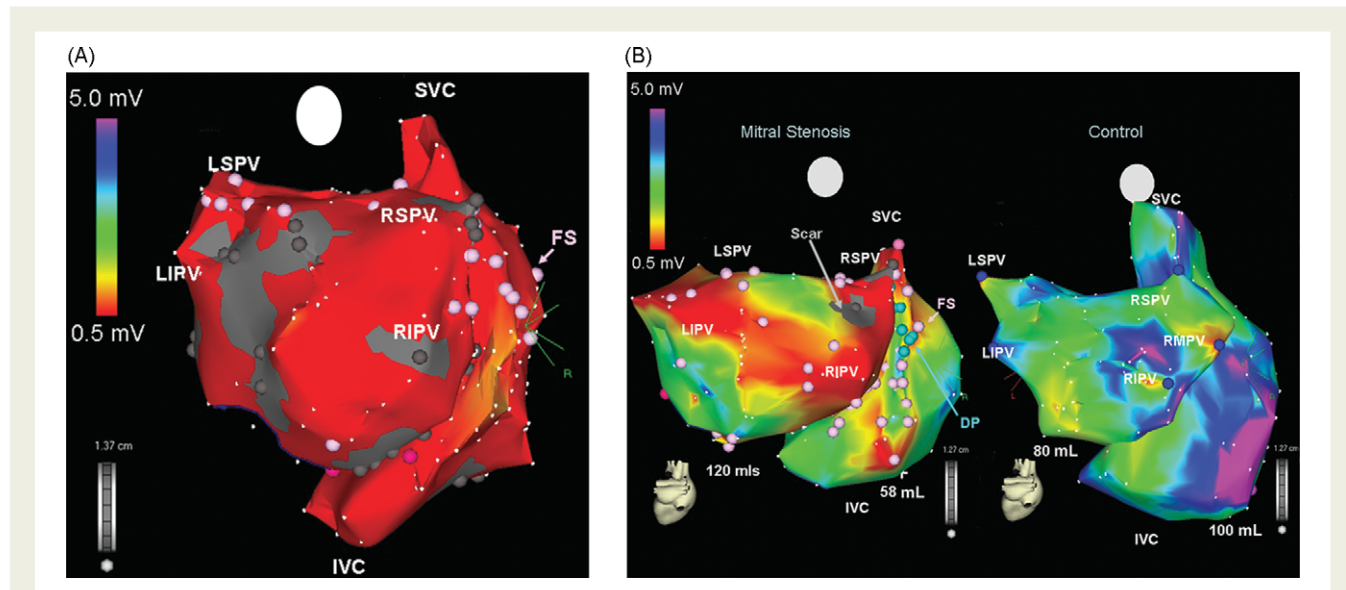 (A)
5.0 mV
0.5 mV
SVC
LSPV
RSPV
FS
LIPV
RIPV
R
1.37 cm
IVC
(B)
5.0 mV
0.5 mV
Mitral Stenosis
Control
SVC
Scar
LSPV
RSPV
FS
LIPV
RIPV
R
DP
120 mls
58 mL
IVC
1.27 cm
SVC
LSPV
RSPV
LIPV
RMPV
RIPV
L
80 mL
1.27 cm
100 mL
IVC